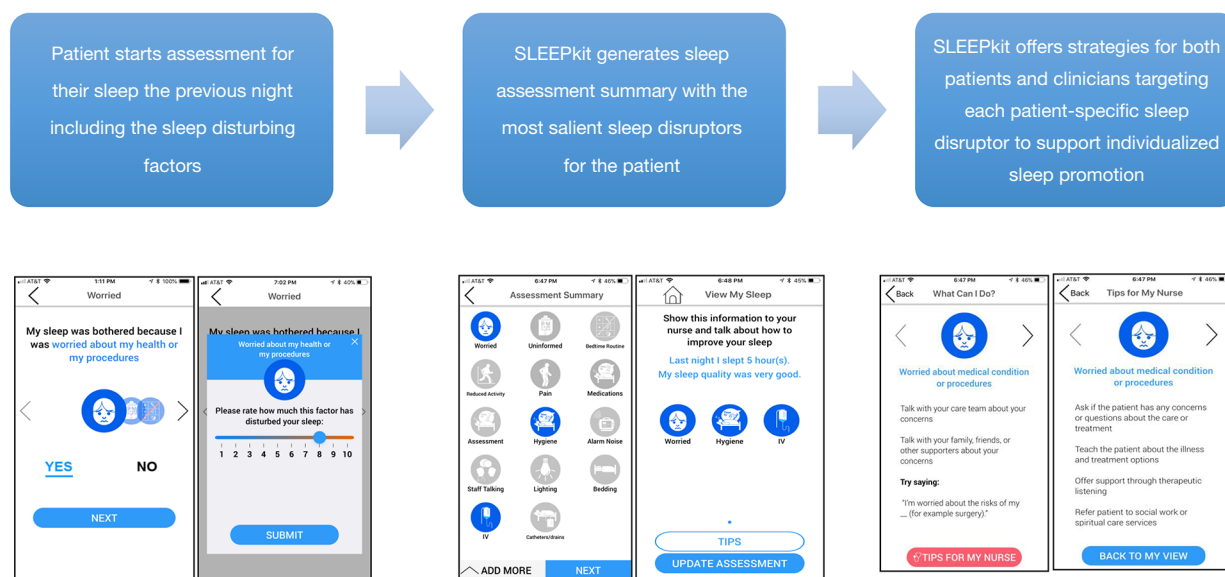 Patient starts assessment for
their sleep the previous night
including the sleep disturbing
factors
SLEEPkit generates sleep
assessment summary with the
most salient sleep disruptors
for the patient
SLEEPkit offers strategies for both
patients and clinicians targeting
each patient-specific sleep
disruptor to support individualized
sleep promotion
AT&T 1:11 PM 100%
Worried
My sleep was bothered because I
was worried about my health or
my procedures
YES NO
NEXT
AT&T 7:02 PM 40%
Worried
My sleep was bothered because I
Worried about my health or
my procedures
Please rate how much this factor has
disturbed your sleep:
1 2 3 4 5 6 7 8 9 10
SUBMIT
AT&T 6:47 PM 46%
Assessment Summary
Worried Uninformed Bedtime Routine
Reduced Activity Pain Medications
Assessment Hygiene Alarm Noise
Staff Talking Lighting Bedding
IV Catheters/drains
ADD MORE NEXT
AT&T 6:48 PM 45%
View My Sleep
Show this information to your
nurse and talk about how to
improve your sleep
Last night I slept 5 hour(s).
My sleep quality was very good.
Worried Hygiene IV
TIPS
UPDATE ASSESSMENT
AT&T 6:47 PM 46%
Back What Can I Do?
Worried about medical condition
or procedures
Talk with your care team about your
concerns
Talk with your family, friends, or
other supporters about your
concerns
Try saying:
"I'm worried about the risks of my
__ (for example surgery)."
TIPS FOR MY NURSE
AT&T 6:47 PM 46%
Back Tips for My Nurse
Worried about medical condition
or procedures
Ask if the patient has any concerns
or questions about the care or
treatment
Teach the patient about the illness
and treatment options
Offer support through therapeutic
listening
Refer patient to social work or
spiritual care services
BACK TO MY VIEW